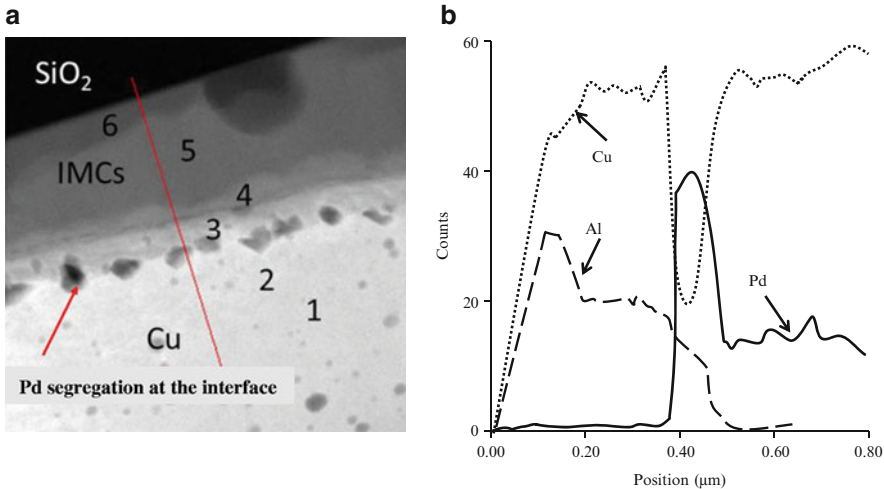 a
SiO₂
6
5
IMCs
4
3
2
1
Cu
Pd segregation at the interface
b
60
40
20
0
Counts
Cu
Al
Pd
0.00
0.20
0.40
0.60
0.80
Position (μm)